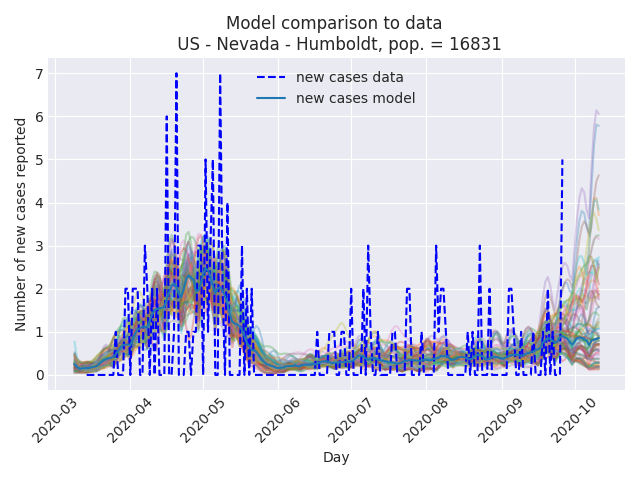 Model comparison to data
US - Nevada - Humboldt, pop. = 16831
new cases data
new cases model
Number of new cases reported
7
6
5
4
3
2
1
0
2020-03
2020-04
2020-05
2020-06
2020-07
2020-08
2020-09
2020-10
Day